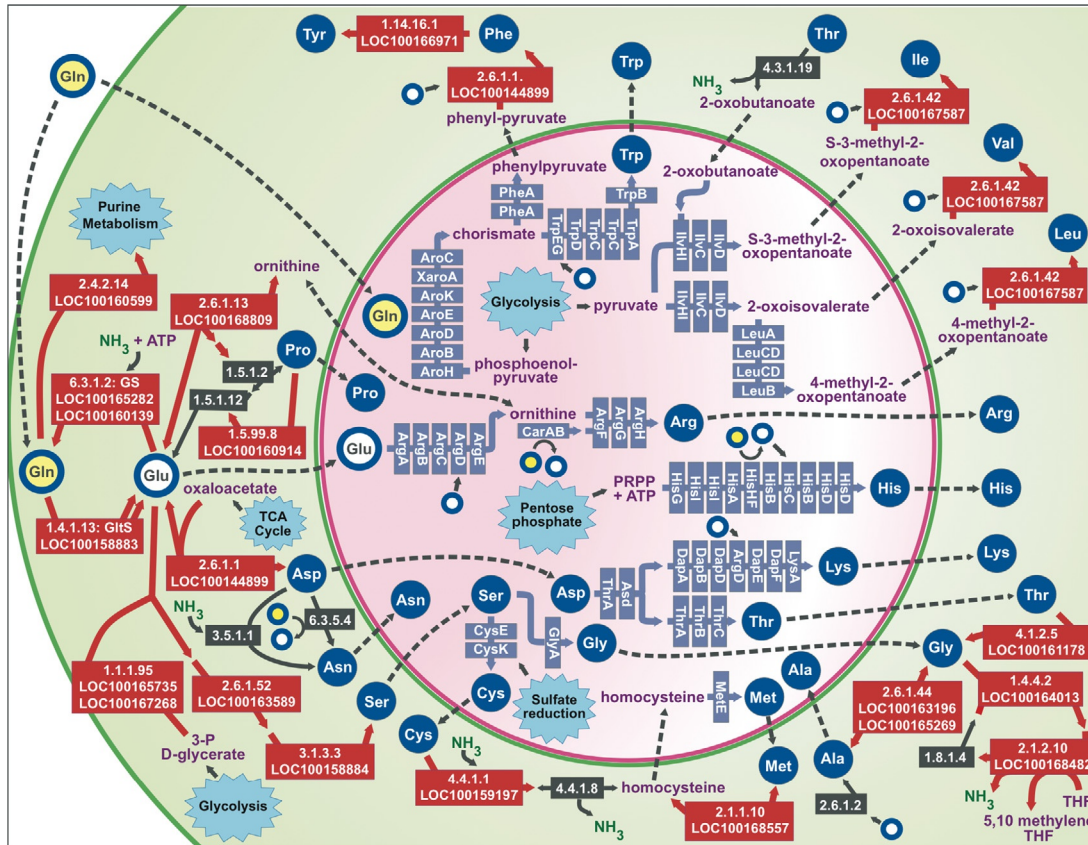 Tyr
1.14.16.1
LOC100166971
Phe
Gln
2.6.1.1.
LOC100144899
phenyl-pyruvate
Trp
Thr
4.3.1.19
NH3
2-oxobutanoate
Ile
2.6.1.42
LOC100167587
S-3-methyl-2-
oxopentanoate
Val
2.6.1.42
LOC100167587
2-oxoisovalerate
Leu
2.6.1.42
LOC100167587
4-methyl-2-
oxopentanoate
Purine
Metabolism
2.4.2.14
LOC100160599
ornithine
2.6.1.13
LOC100168809
NH3 + ATP
6.3.1.2: GS
LOC100165282
LOC100160139
1.5.1.2
Pro
1.5.1.12
1.5.99.8
LOC100160914
Gln
Glu
oxaloacetate
TCA
Cycle
1.4.1.13: GltS
LOC100158883
2.6.1.1
LOC100144899
Asp
NH3
3.5.1.1
6.3.5.4
Asn
Asn
1.1.1.95
LOC100165735
LOC100167268
2.6.1.52
LOC100163589
Ser
3-P
D-glycerate
3.1.3.3
LOC100158884
Glycolysis
phenylpyruvate
PheA
PheA
chorismate
Trp
TrpB
TrpEG
TrpD
TrpC
TrpC
TrpA
AroC
XaroA
AroK
AroE
AroD
AroB
AroH
Gln
Glycolysis
phosphoenol-
pyruvate
pyruvate
2-oxobutanoate
IlvHI
IlvC
IlvD
S-3-methyl-2-
oxopentanoate
IlvHI
IlvC
IlvD
2-oxoisovalerate
LeuA
LeuCD
LeuCD
LeuB
4-methyl-2-
oxopentanoate
Pro
Glu
ArgA
ArgB
ArgC
ArgD
ArgE
ornithine
CarAB
ArgF
ArgG
ArgH
Arg
Arg
Pentose
phosphate
PRPP
+ ATP
HisG
HisI
HisI
HisA
HisHF
HisB
HisC
HisB
HisD
HisD
His
His
Asp
ThrA
Asd
DapA
DapB
DapD
ArgD
DapE
DapF
LysA
Lys
Lys
ThrA
ThrB
ThrC
Thr
Thr
Ser
CysE
CysK
GlyA
Gly
Gly
Cys
Sulfate
reduction
homocysteine
MetE
Met
Ala
Cys
NH3
4.4.1.1
LOC100159197
4.4.1.8
NH3
homocysteine
2.1.1.10
LOC100168557
Met
Ala
2.6.1.2
2.6.1.44
LOC100163196
LOC100165269
4.1.2.5
LOC100161178
1.4.4.2
LOC100164013
1.8.1.4
2.1.2.10
LOC100168482
NH3
THF
5,10 methylene
THF